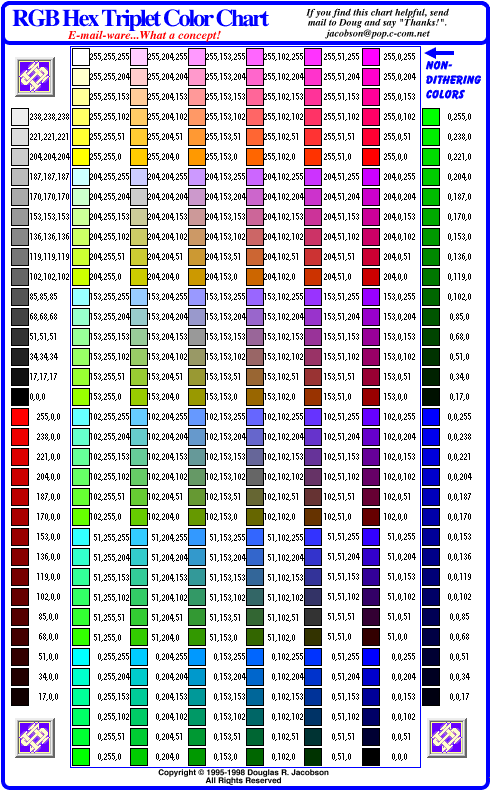 RGB Hex Triplet Color Chart
E-mail-ware...What a concept!
If you find this chart helpful, send
mail to Doug and say "Thanks!".
jacobson@pop.c-com.net
NON-
DITHERING
COLORS
255,255,255 255,204,255 255,153,255 255,102,255 255,51,255 255,0,255
255,255,204 255,204,204 255,153,204 255,102,204 255,51,204 255,0,204
255,255,153 255,204,153 255,153,153 255,102,153 255,51,153 255,0,153
238,238,238 255,255,102 255,204,102 255,153,102 255,102,102 255,51,102 255,0,102 0,255,0
221,221,221 255,255,51 255,204,51 255,153,51 255,102,51 255,51,51 255,0,51 0,238,0
204,204,204 255,255,0 255,204,0 255,153,0 255,102,0 255,51,0 255,0,0 0,221,0
187,187,187 204,255,255 204,204,255 204,153,255 204,102,255 204,51,255 204,0,255 0,204,0
170,170,170 204,255,204 204,204,204 204,153,204 204,102,204 204,51,204 204,0,204 0,187,0
153,153,153 204,255,153 204,204,153 204,153,153 204,102,153 204,51,153 204,0,153 0,170,0
136,136,136 204,255,102 204,204,102 204,153,102 204,102,102 204,51,102 204,0,102 0,153,0
119,119,119 204,255,51 204,204,51 204,153,51 204,102,51 204,51,51 204,0,51 0,136,0
102,102,102 204,255,0 204,204,0 204,153,0 204,102,0 204,51,0 204,0,0 0,119,0
85,85,85 153,255,255 153,204,255 153,153,255 153,102,255 153,51,255 153,0,255 0,102,0
68,68,68 153,255,204 153,204,204 153,153,204 153,102,204 153,51,204 153,0,204 0,85,0
51,51,51 153,255,153 153,204,153 153,153,153 153,102,153 153,51,153 153,0,153 0,68,0
34,34,34 153,255,102 153,204,102 153,153,102 153,102,102 153,51,102 153,0,102 0,51,0
17,17,17 153,255,51 153,204,51 153,153,51 153,102,51 153,51,51 153,0,51 0,34,0
0,0,0 153,255,0 153,204,0 153,153,0 153,102,0 153,51,0 153,0,0 0,17,0
255,0,0 102,255,255 102,204,255 102,153,255 102,102,255 102,51,255 102,0,255 0,0,255
238,0,0 102,255,204 102,204,204 102,153,204 102,102,204 102,51,204 102,0,204 0,0,238
221,0,0 102,255,153 102,204,153 102,153,153 102,102,153 102,51,153 102,0,153 0,0,221
204,0,0 102,255,102 102,204,102 102,153,102 102,102,102 102,51,102 102,0,102 0,0,204
187,0,0 102,255,51 102,204,51 102,153,51 102,102,51 102,51,51 102,0,51 0,0,187
170,0,0 102,255,0 102,204,0 102,153,0 102,102,0 102,51,0 102,0,0 0,0,170
153,0,0 51,255,255 51,204,255 51,153,255 51,102,255 51,51,255 51,0,255 0,0,153
136,0,0 51,255,204 51,204,204 51,153,204 51,102,204 51,51,204 51,0,204 0,0,136
119,0,0 51,255,153 51,204,153 51,153,153 51,102,153 51,51,153 51,0,153 0,0,119
102,0,0 51,255,102 51,204,102 51,153,102 51,102,102 51,51,102 51,0,102 0,0,102
85,0,0 51,255,51 51,204,51 51,153,51 51,102,51 51,51,51 51,0,51 0,0,85
68,0,0 51,255,0 51,204,0 51,153,0 51,102,0 51,51,0 51,0,0 0,0,68
51,0,0 0,255,255 0,204,255 0,153,255 0,102,255 0,51,255 0,0,255 0,0,51
34,0,0 0,255,204 0,204,204 0,153,204 0,102,204 0,51,204 0,0,204 0,0,34
17,0,0 0,255,153 0,204,153 0,153,153 0,102,153 0,51,153 0,0,153 0,0,17
0,255,102 0,204,102 0,153,102 0,102,102 0,51,102 0,0,102
0,255,51 0,204,51 0,153,51 0,102,51 0,51,51 0,0,51
0,255,0 0,204,0 0,153,0 0,102,0 0,51,0 0,0,0
Copyright © 1995-1998 Douglas R. Jacobson
All Rights Reserved